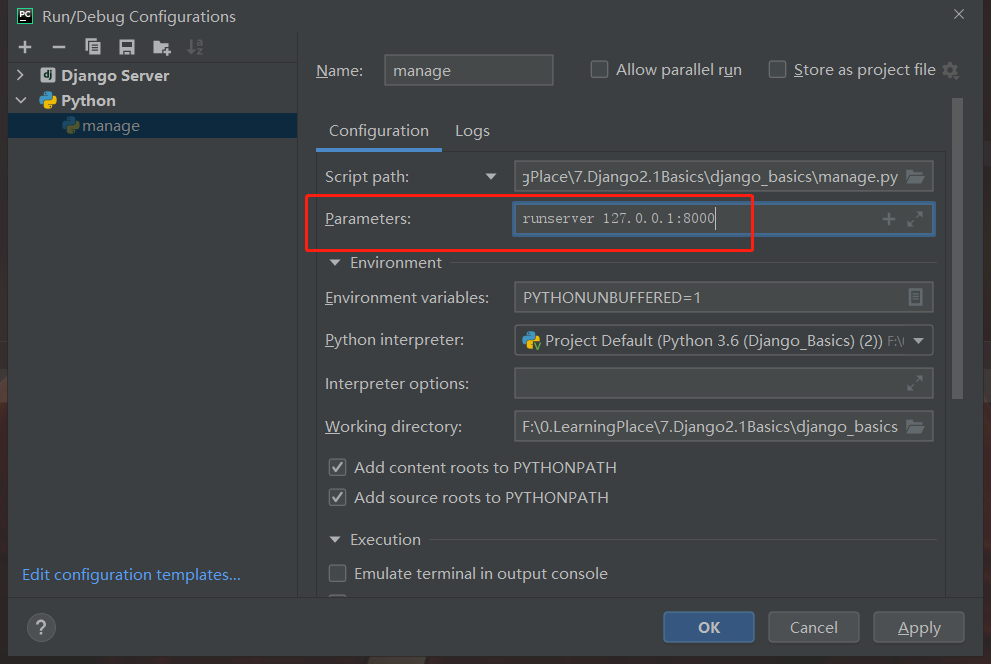 PC Run/Debug Configurations
dj Django Server
Python
manage
Edit configuration templates...
Name: manage Allow parallel run Store as project file
Configuration Logs
Script path: gPlace\7.Django2.1Basics\django_basics\manage.py
Parameters: runserver 127.0.0.1:8000
Environment
Environment variables: PYTHONUNBUFFERED=1
Python interpreter: Project Default (Python 3.6 (Django_Basics) (2)) F:\
Interpreter options:
Working directory: F:\0.LearningPlace\7.Django2.1Basics\django_basics
Add content roots to PYTHONPATH
Add source roots to PYTHONPATH
Execution
Emulate terminal in output console
? OK Cancel Apply